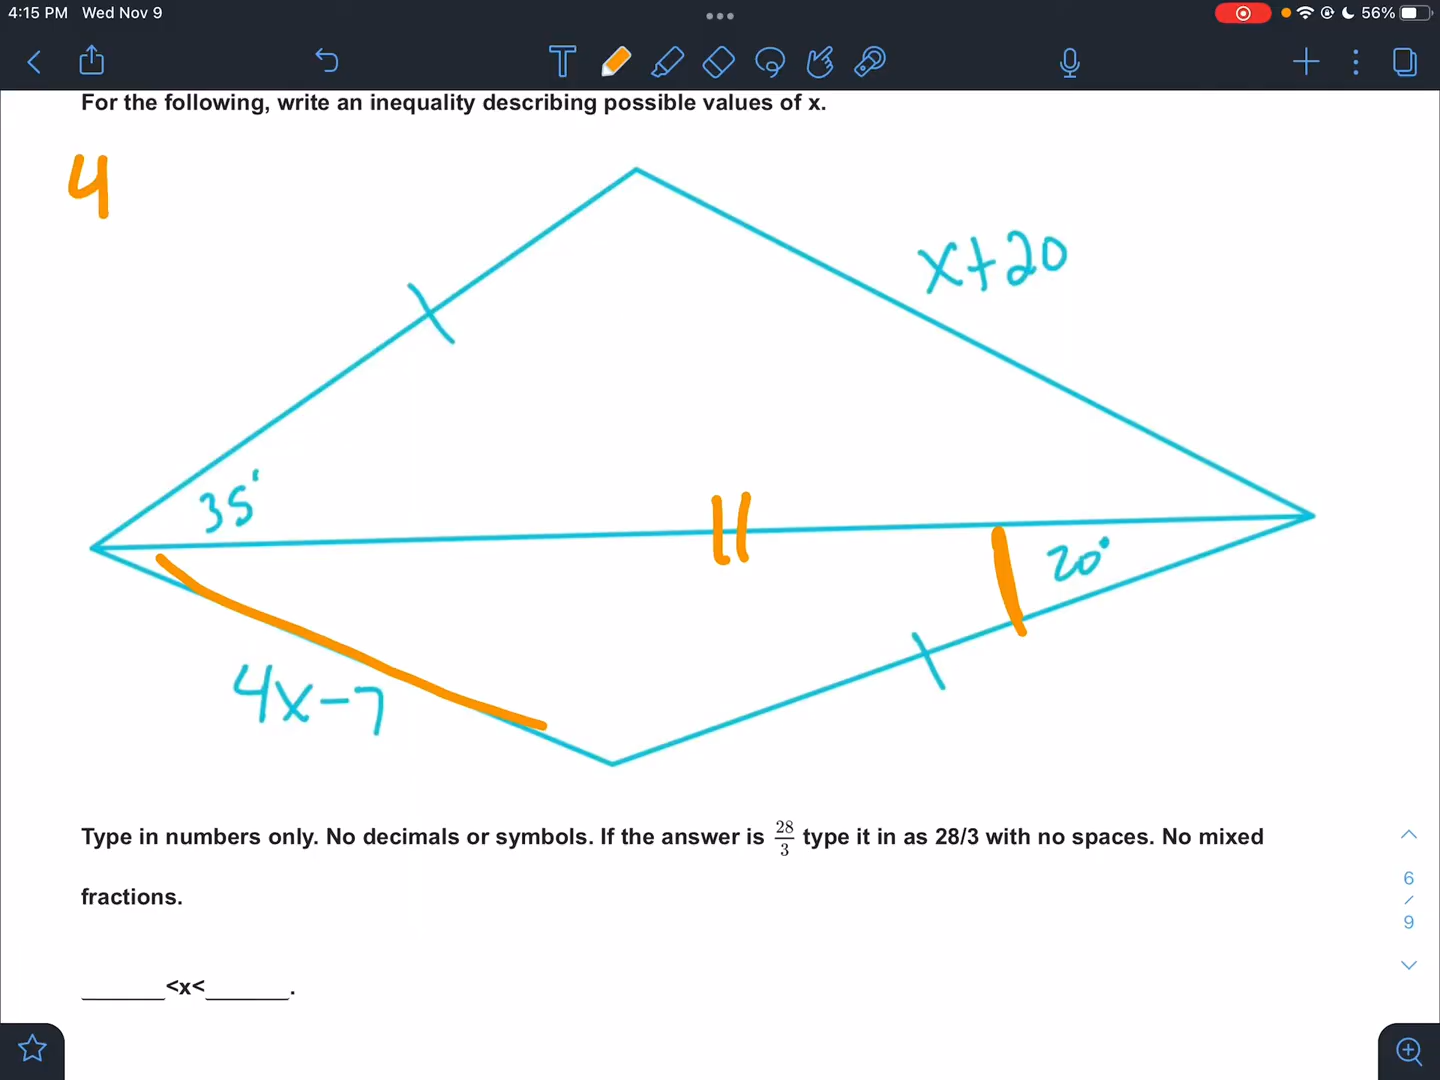 4:15 PM Wed Nov 9
56%
For the following, write an inequality describing possible values of x.
4
x+20
35°
20°
4x-7
Type in numbers only. No decimals or symbols. If the answer is 28/3 type it in as 28/3 with no spaces. No mixed
fractions.
6
/
9
______<x<______.